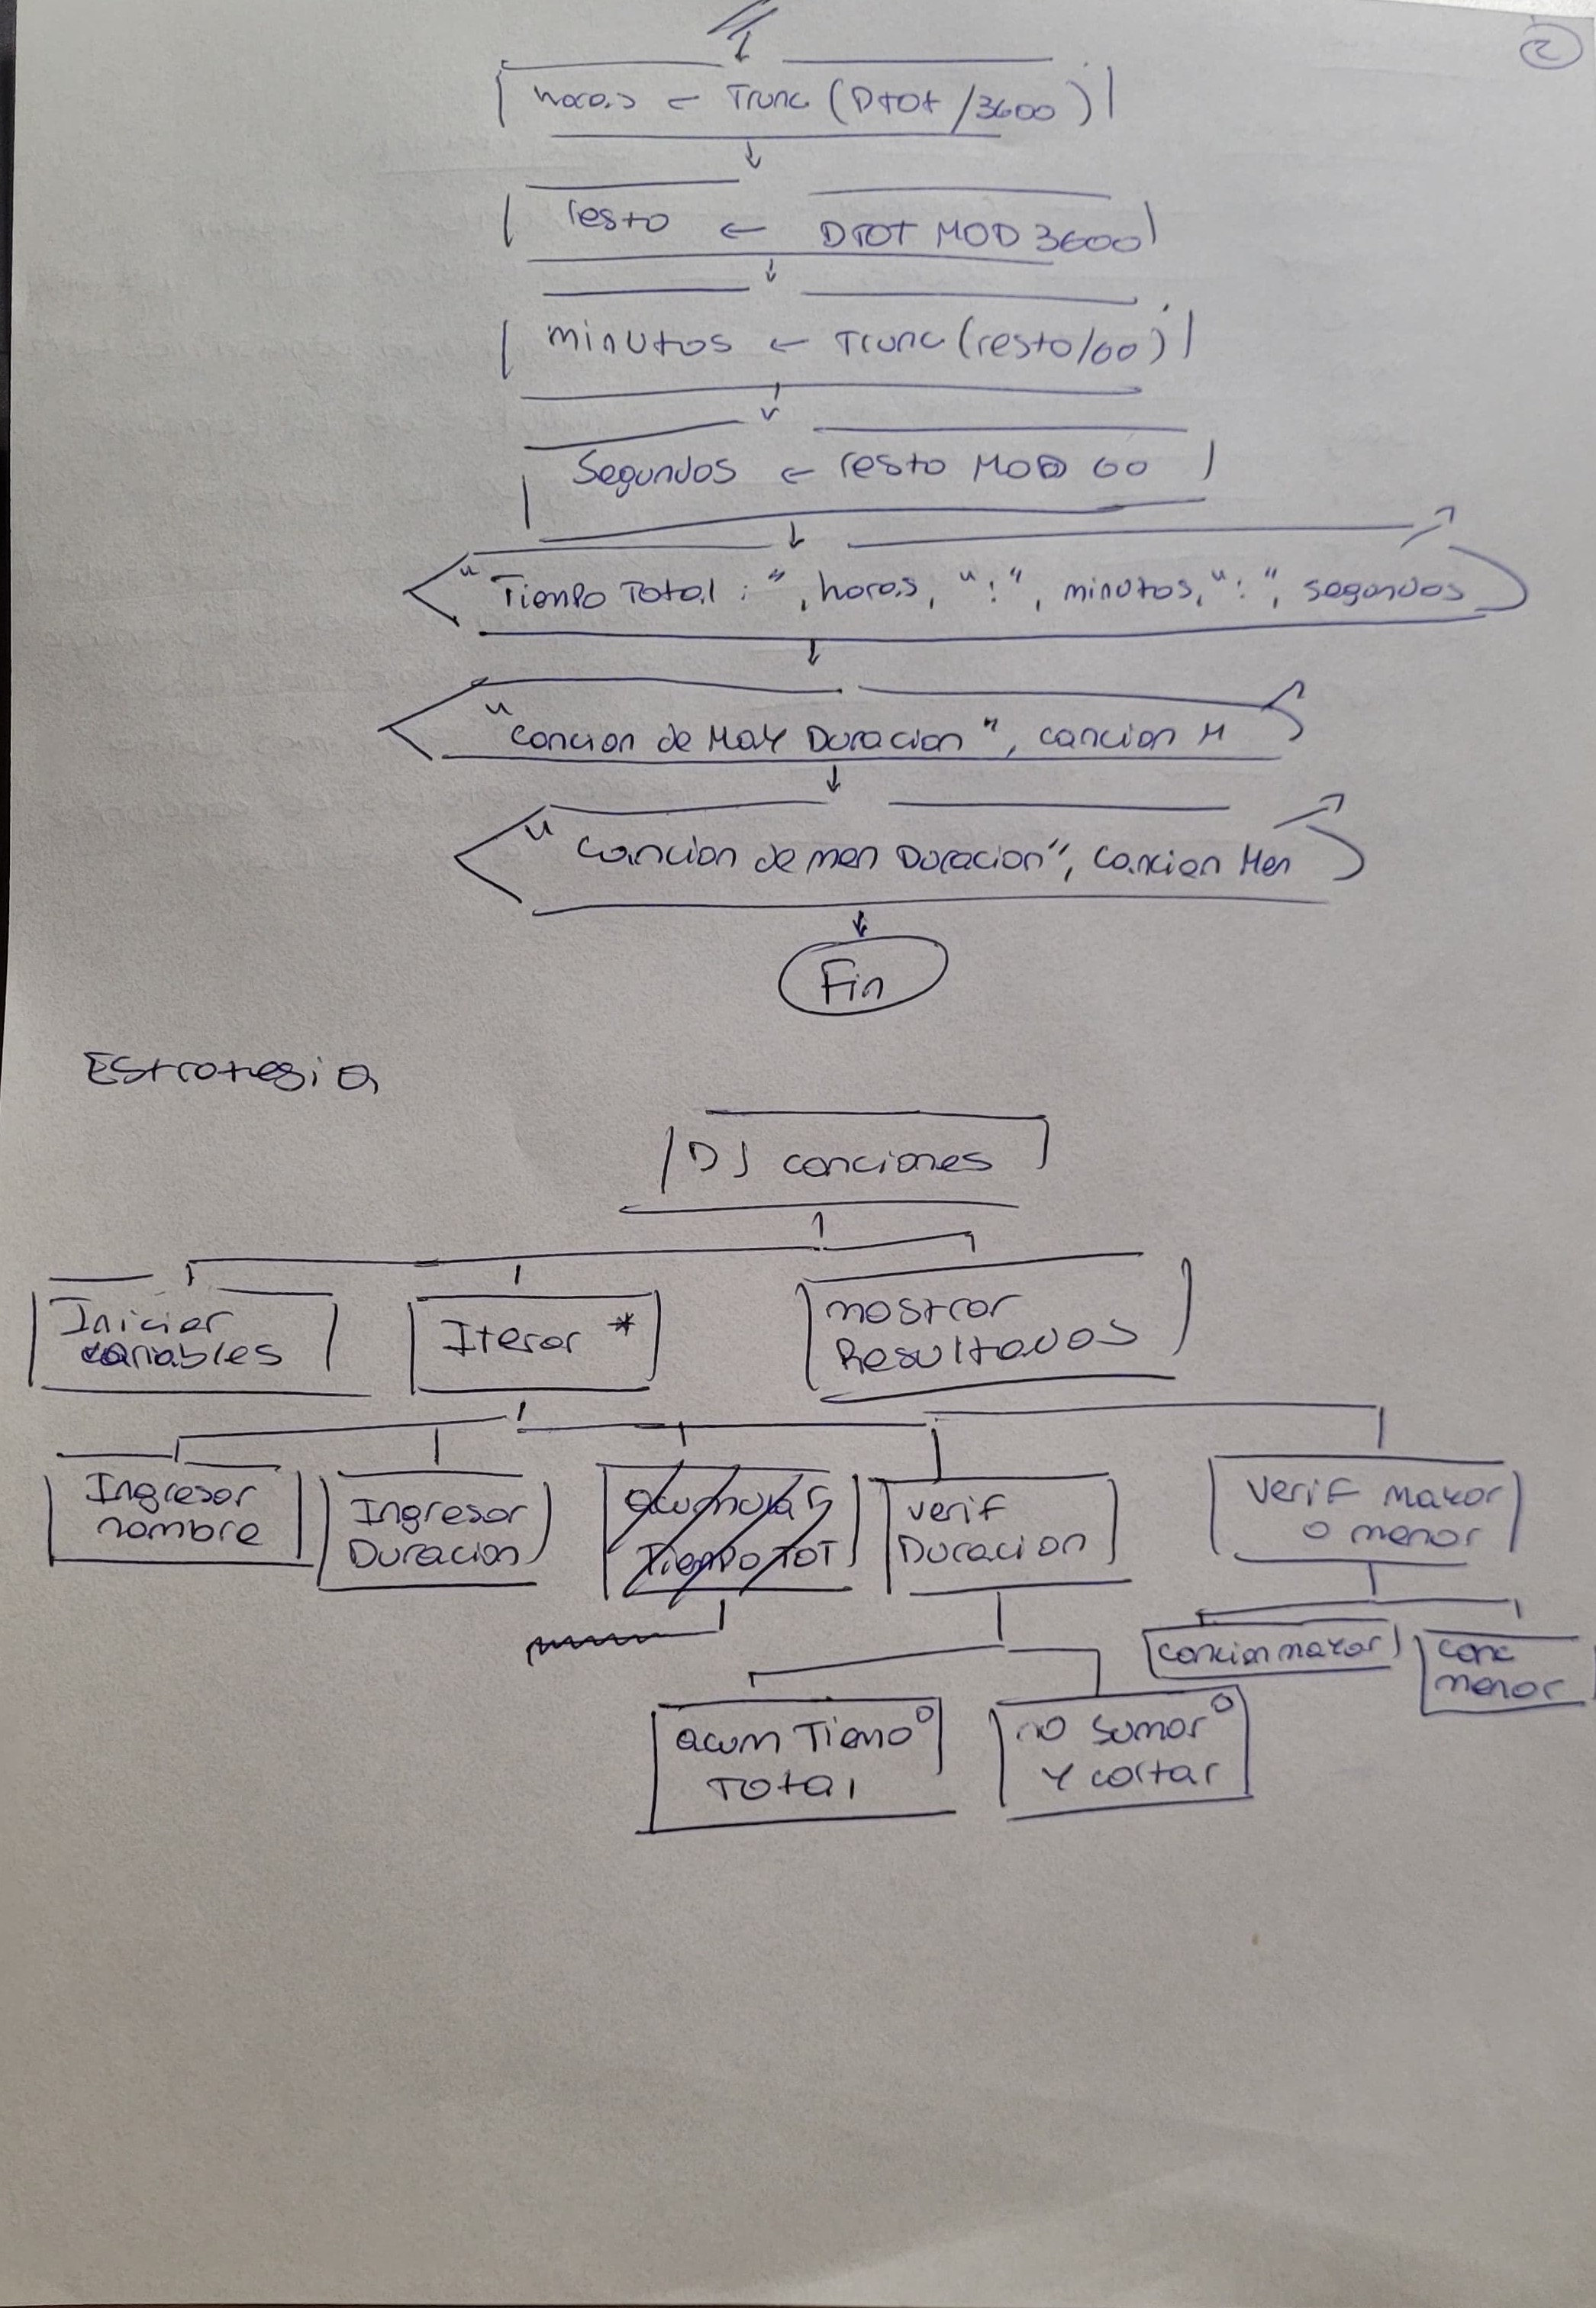 2
horas ← Trunc (DTOT /3600)
resto ← DTOT MOD 3600
minutos ← Trunc (resto/60)
Segundos ← resto MOD 60
"Tiempo Total : ", horas, ":", minutos, ":", segundos
"Cancion de MaY Duracion", cancion M
"Cancion de men Duracion", Cancion Men
Fin
Estrategia
DJ canciones
Iniciar
variables
Iterar *
mostrar
Resultados
Ingresar
nombre
Ingresar
Duracion
acumular
Tiempo TOT
verif
Duracion
Verif mayor
o menor
cancion mayor
canc
menor
acum Tiemo o
Total
no sumar o
Y cortar